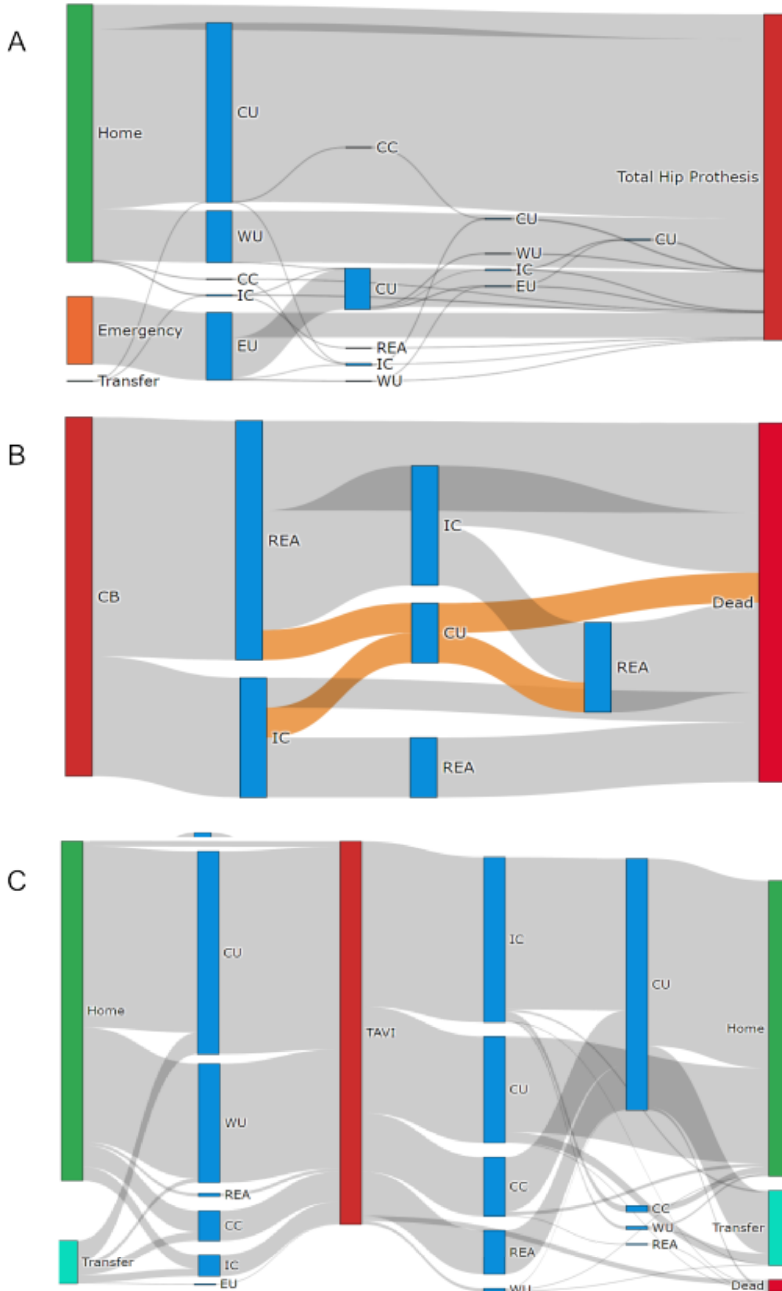 A
Home
CU
CC
Total Hip Prothesis
WU
CU
WU
CU
CC
IC
CU
IC
EU
Emergency
EU
REA
IC
Transfer
WU
B
REA
IC
CB
CU
Dead
REA
IC
REA
C
CU
IC
CU
Home
TAVI
Home
WU
CU
REA
CC
CC
CC
WU
Transfer
Transfer
IC
REA
REA
EU
WU
Dead